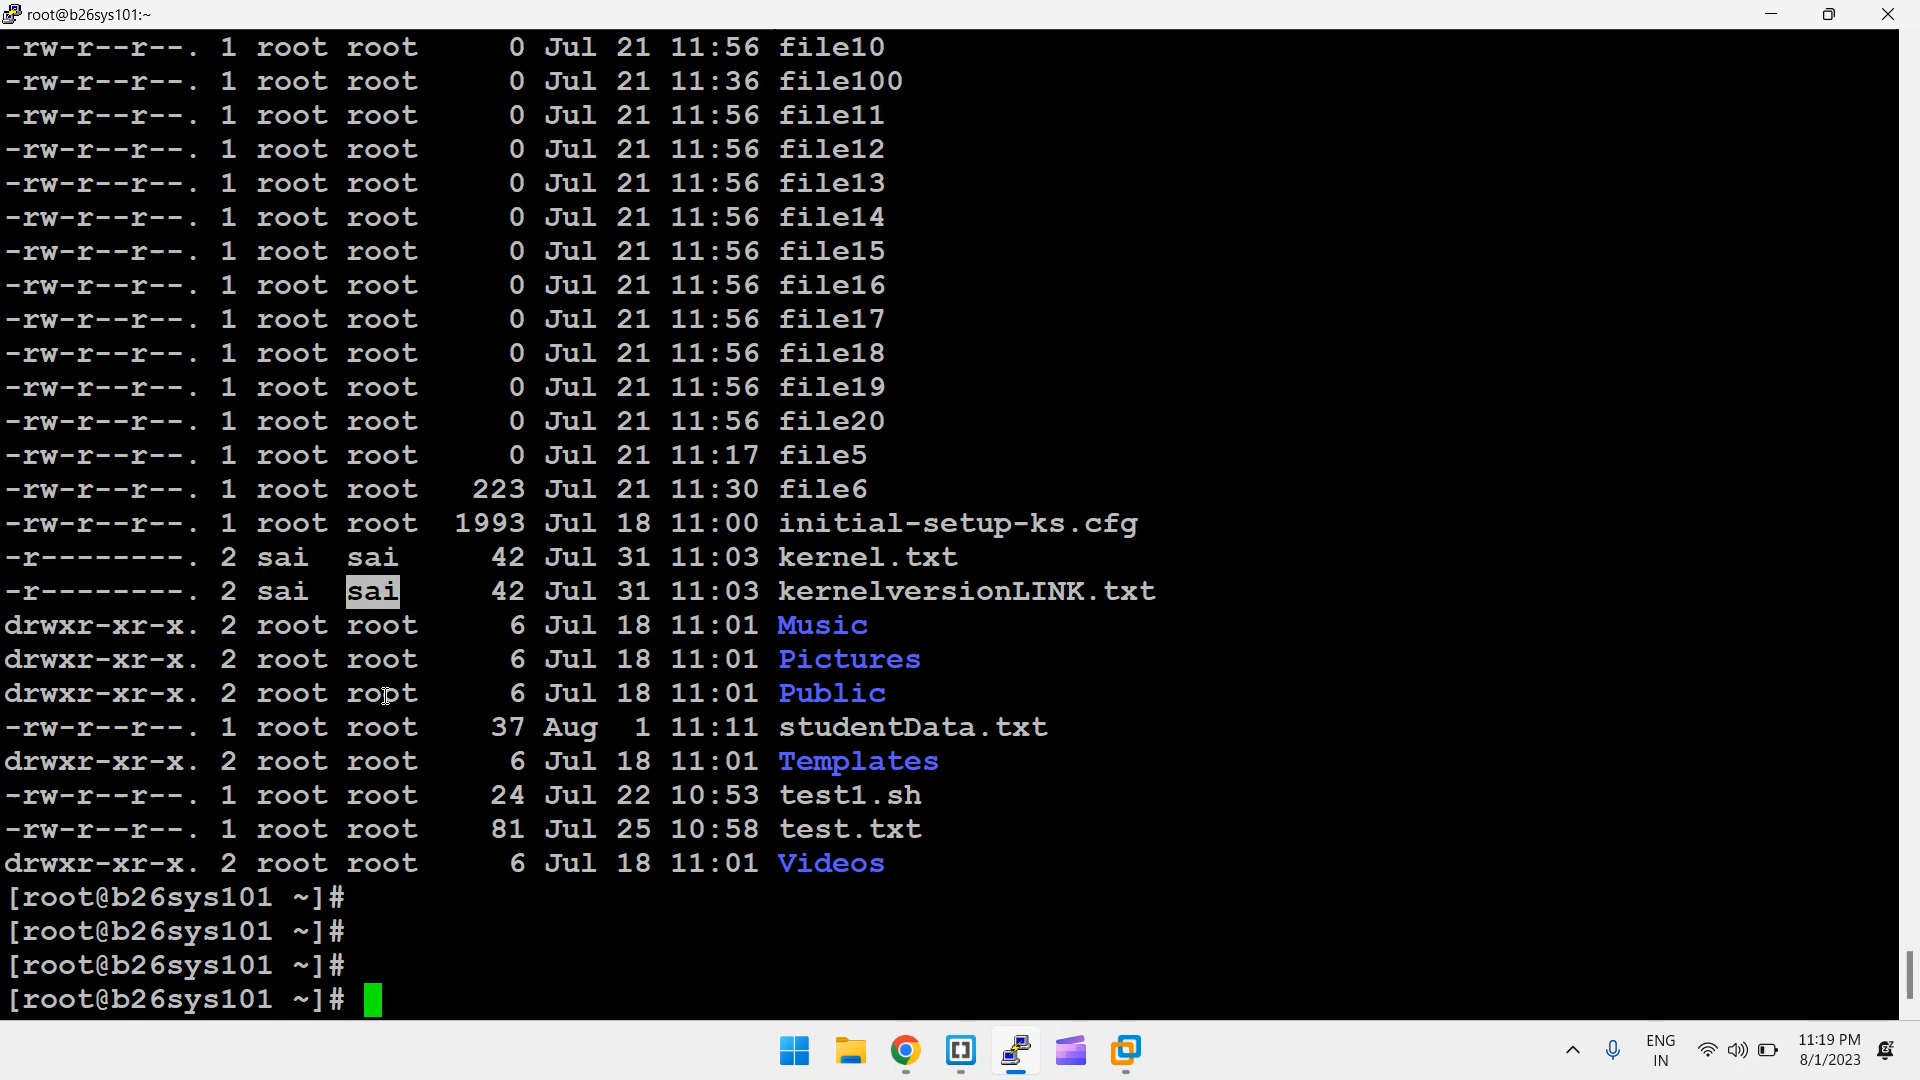 root@b26sys101:~
-rw-r--r--. 1 root root     0 Jul 21 11:56 file10
-rw-r--r--. 1 root root     0 Jul 21 11:36 file100
-rw-r--r--. 1 root root     0 Jul 21 11:56 file11
-rw-r--r--. 1 root root     0 Jul 21 11:56 file12
-rw-r--r--. 1 root root     0 Jul 21 11:56 file13
-rw-r--r--. 1 root root     0 Jul 21 11:56 file14
-rw-r--r--. 1 root root     0 Jul 21 11:56 file15
-rw-r--r--. 1 root root     0 Jul 21 11:56 file16
-rw-r--r--. 1 root root     0 Jul 21 11:56 file17
-rw-r--r--. 1 root root     0 Jul 21 11:56 file18
-rw-r--r--. 1 root root     0 Jul 21 11:56 file19
-rw-r--r--. 1 root root     0 Jul 21 11:56 file20
-rw-r--r--. 1 root root     0 Jul 21 11:17 file5
-rw-r--r--. 1 root root   223 Jul 21 11:30 file6
-rw-r--r--. 1 root root  1993 Jul 18 11:00 initial-setup-ks.cfg
-r--------. 2 sai  sai     42 Jul 31 11:03 kernel.txt
-r--------. 2 sai  sai     42 Jul 31 11:03 kernelversionLINK.txt
drwxr-xr-x. 2 root root     6 Jul 18 11:01 Music
drwxr-xr-x. 2 root root     6 Jul 18 11:01 Pictures
drwxr-xr-x. 2 root root     6 Jul 18 11:01 Public
-rw-r--r--. 1 root root    37 Aug  1 11:11 studentData.txt
drwxr-xr-x. 2 root root     6 Jul 18 11:01 Templates
-rw-r--r--. 1 root root    24 Jul 22 10:53 test1.sh
-rw-r--r--. 1 root root    81 Jul 25 10:58 test.txt
drwxr-xr-x. 2 root root     6 Jul 18 11:01 Videos
[root@b26sys101 ~]#
[root@b26sys101 ~]#
[root@b26sys101 ~]#
[root@b26sys101 ~]#
ENG
IN
11:19 PM
8/1/2023